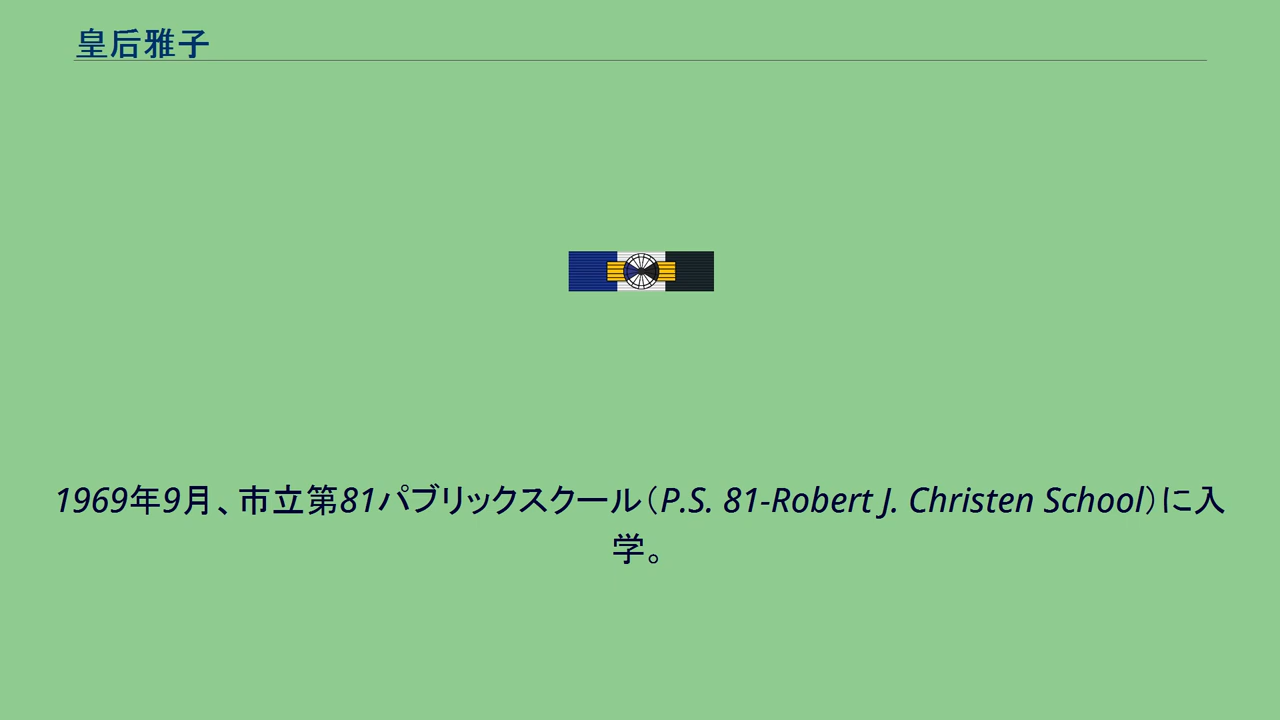 皇后雅子
1969年9月、市立第81パブリックスクール（P.S. 81-Robert J. Christen School）に入
学。